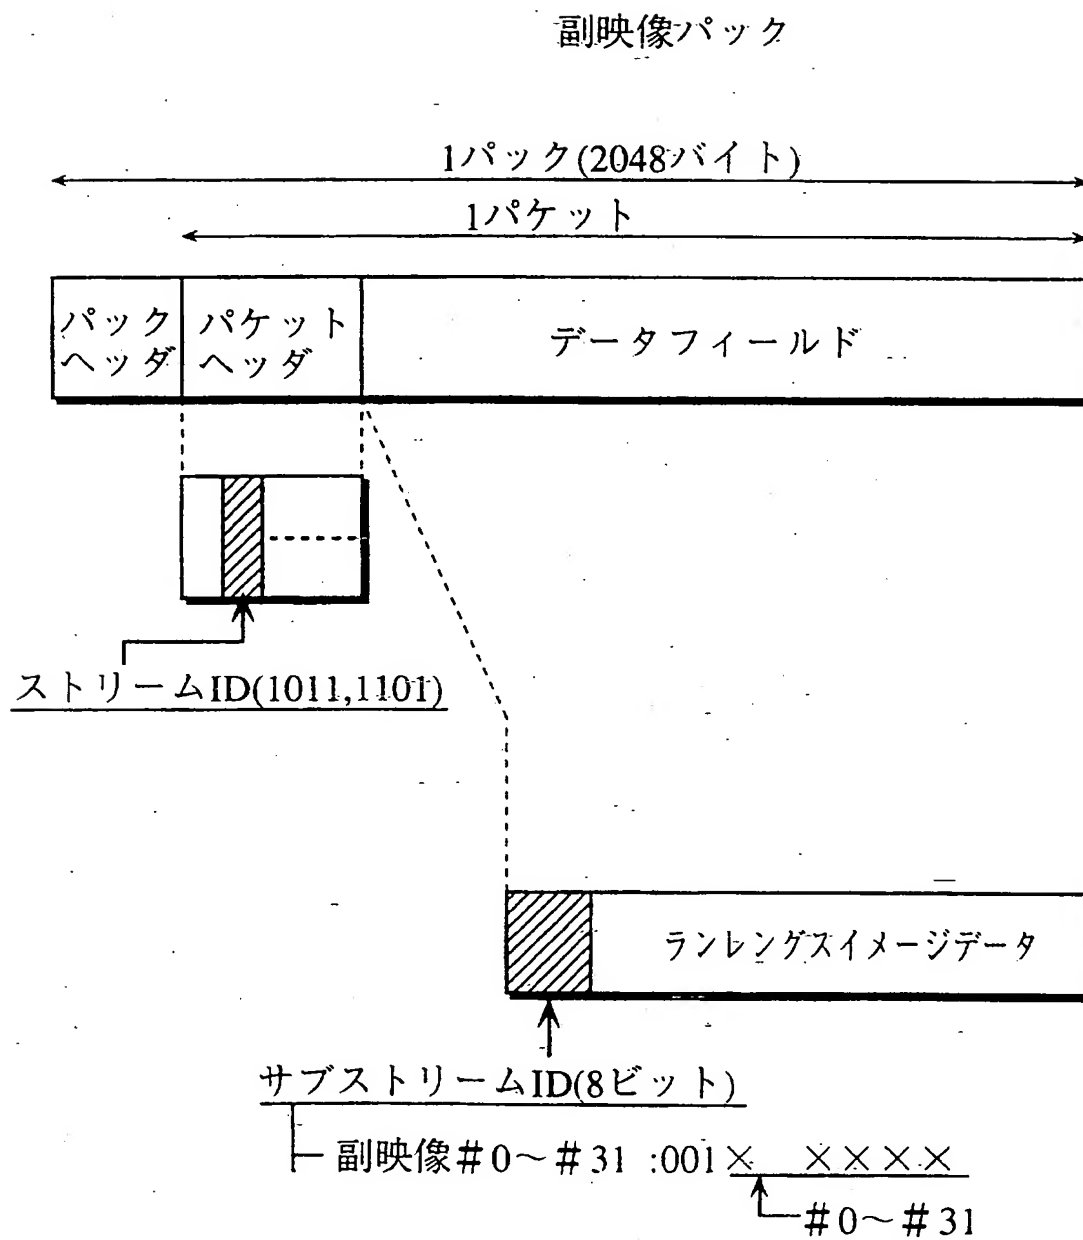 副映像パック
1パック(2048バイト)
1パケット
パック
ヘッダ
パケット
ヘッダ
データフィールド
ストリームID(1011,1101)
ランレングスイメージデータ
サブストリームID(8ビット)
副映像#0～#31 :001× ××××
#0～#31